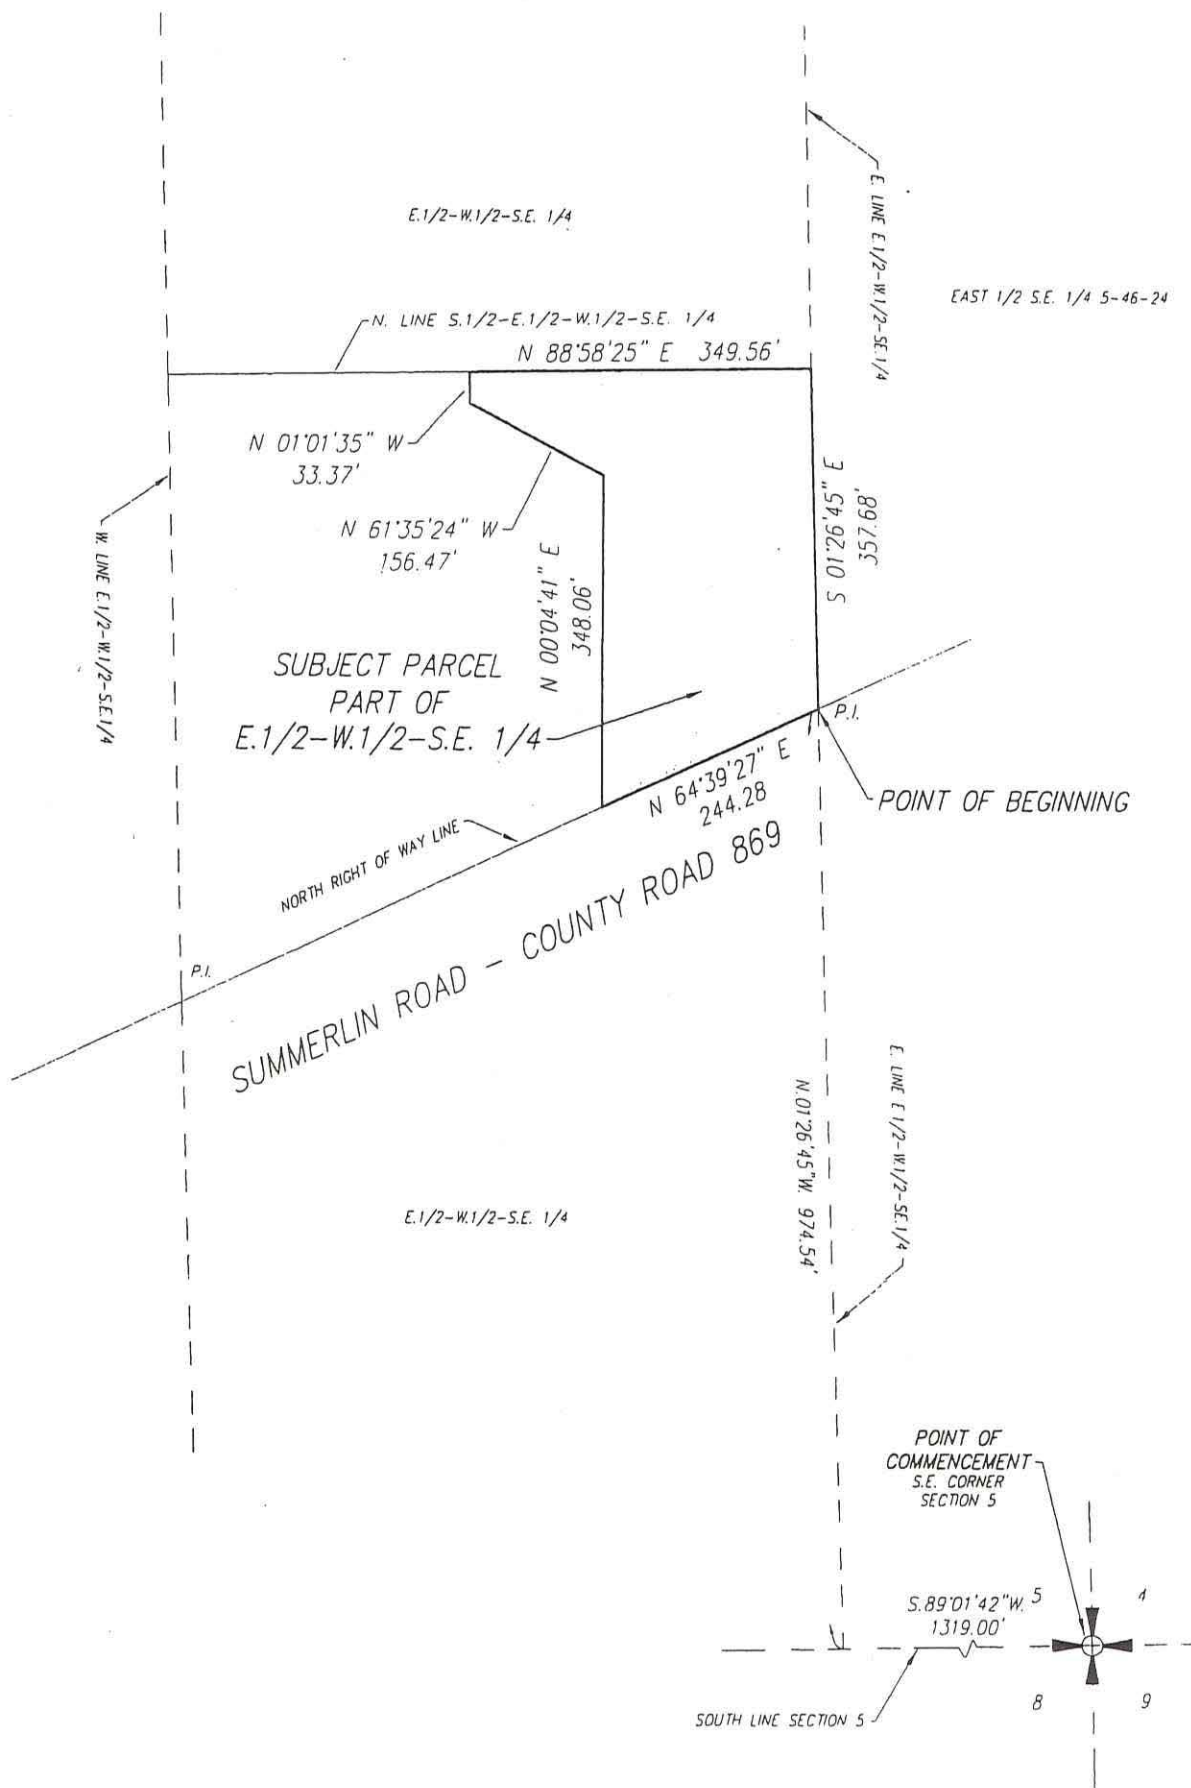 E.1/2-W.1/2-S.E. 1/4
E. LINE E.1/2-W.1/2-SE.1/4
EAST 1/2 S.E. 1/4 5-46-24
N. LINE S.1/2-E.1/2-W.1/2-S.E. 1/4
N 88°58'25" E 349.56'
N 01°01'35" W
33.37'
N 61°35'24" W
156.47'
N 00°04'41" E
348.06'
S 01°26'45" E
357.68'
W. LINE E.1/2-W.1/2-S.E.1/4
SUBJECT PARCEL
PART OF
E.1/2-W.1/2-S.E. 1/4
P.I.
N 64°39'27" E
244.28
POINT OF BEGINNING
NORTH RIGHT OF WAY LINE
SUMMERLIN ROAD - COUNTY ROAD 869
P.I.
N.01°26'45"W. 974.54'
E. LINE E.1/2-W.1/2-SE.1/4
E.1/2-W.1/2-S.E. 1/4
POINT OF
COMMENCEMENT
S.E. CORNER
SECTION 5
S.89°01'42"W.
1319.00'
5
4
8
9
SOUTH LINE SECTION 5